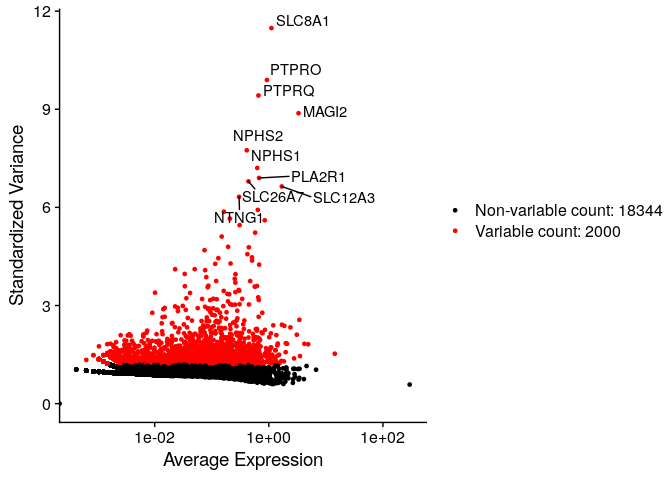 12
9
6
3
0
Standardized Variance
SLC8A1
PTPRO
PTPRQ
MAGI2
NPHS2
NPHS1
PLA2R1
SLC26A7
SLC12A3
NTNG1
1e-02
1e+00
1e+02
Average Expression
Non-variable count: 18344
Variable count: 2000